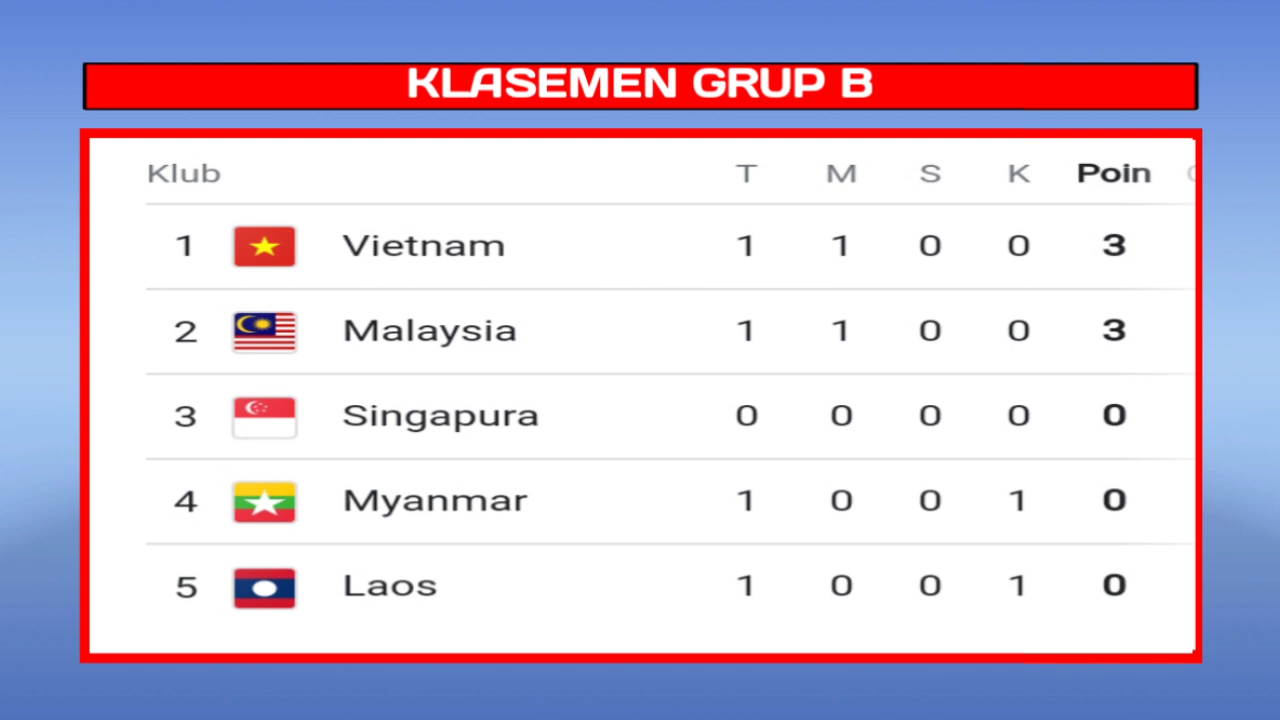 KLASEMEN GRUP B
Klub T M S K Poin
1 Vietnam 1 1 0 0 3
2 Malaysia 1 1 0 0 3
3 Singapura 0 0 0 0 0
4 Myanmar 1 0 0 1 0
5 Laos 1 0 0 1 0